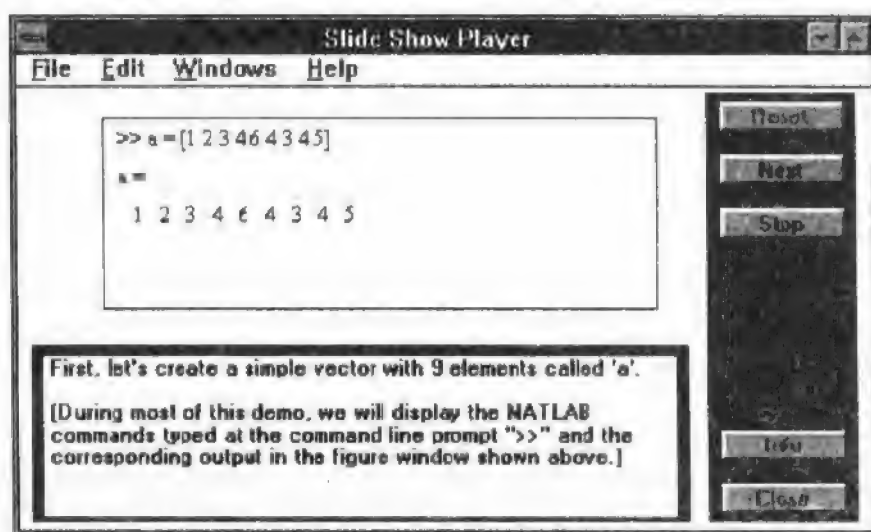 Slide Show Player
File Edit Windows Help
>> a = [1 2 3 4 6 4 3 4 5]
a =
1 2 3 4 6 4 3 4 5
Reset
Next
Stop
First, let's create a simple vector with 9 elements called 'a'.
[During most of this demo, we will display the NATLAB
commands typed at the command line prompt ">>" and the
corresponding output in the figure window shown above.]
Info
Close